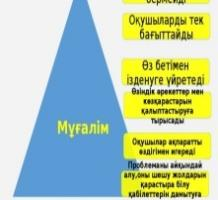 бермейді
Оқушыларды тек
бағыттайды
Өз бетімен
ізденуге үйретеді
Өзіндік әрекеттер мен
көзқарастарын
қалыптастыруға
тырысады
Мұғалім
Оқушылар ақпаратты
өздігімен игереді
Проблеманы айқындай
алу,оны шешу жолдарын
қарастыра білу
қабілеттерін дамытуға